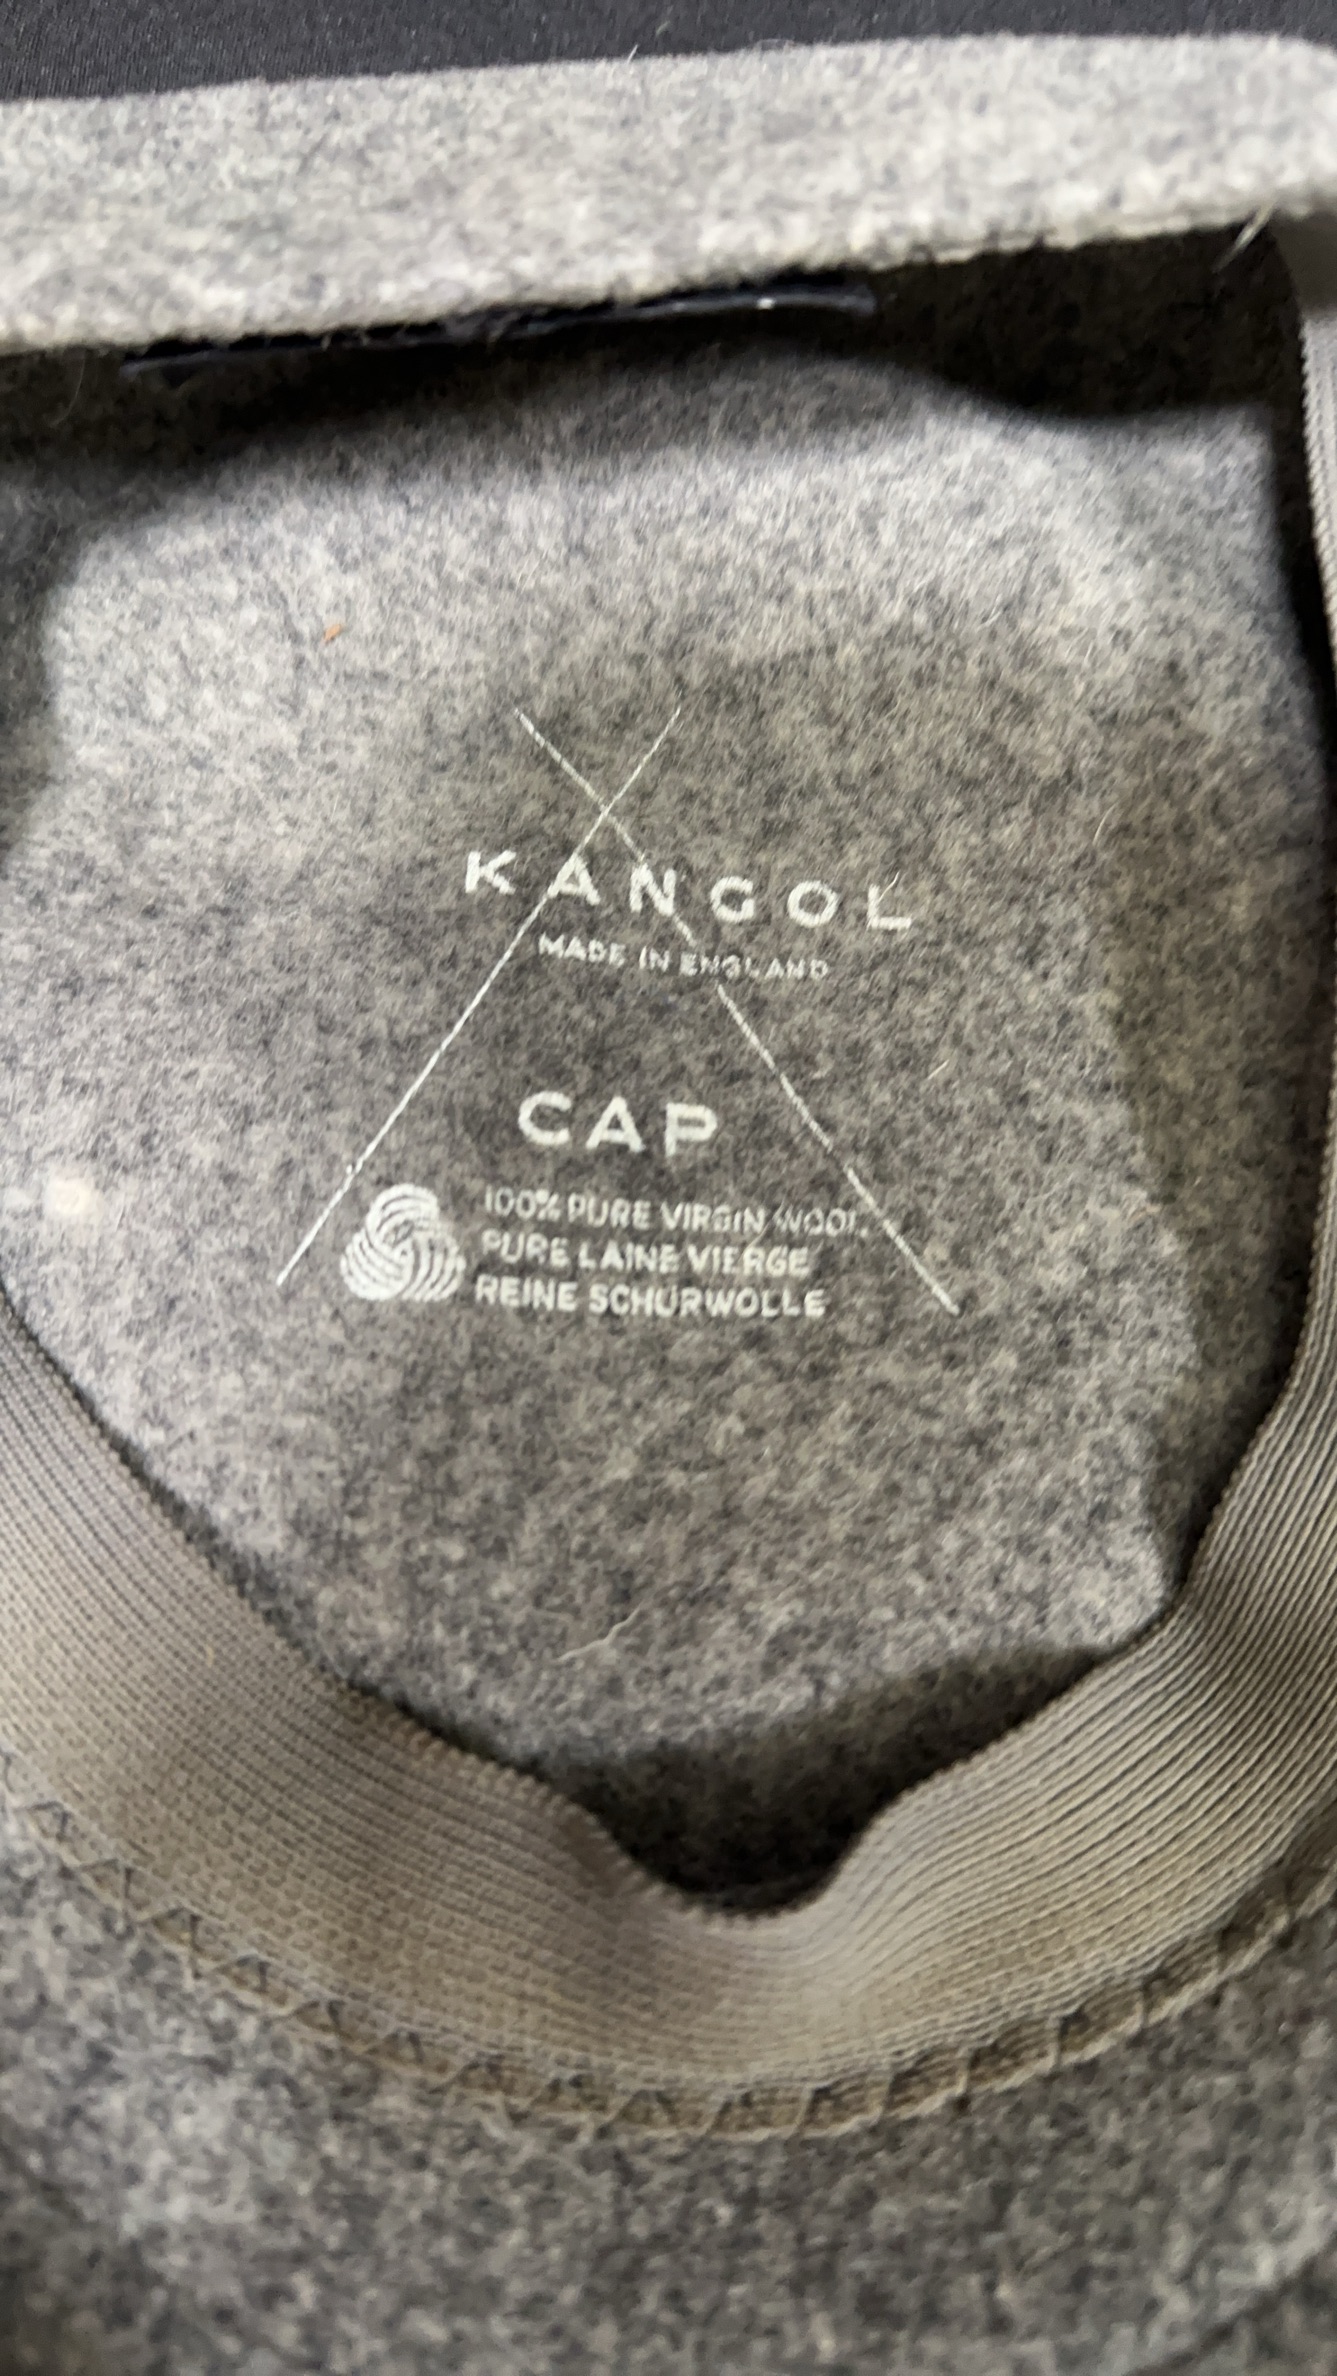 KANGOL
MADE IN ENGLAND
CAP
100% PURE VIRGIN WOOL
PURE LAINE VIERGE
REINE SCHURWOLLE